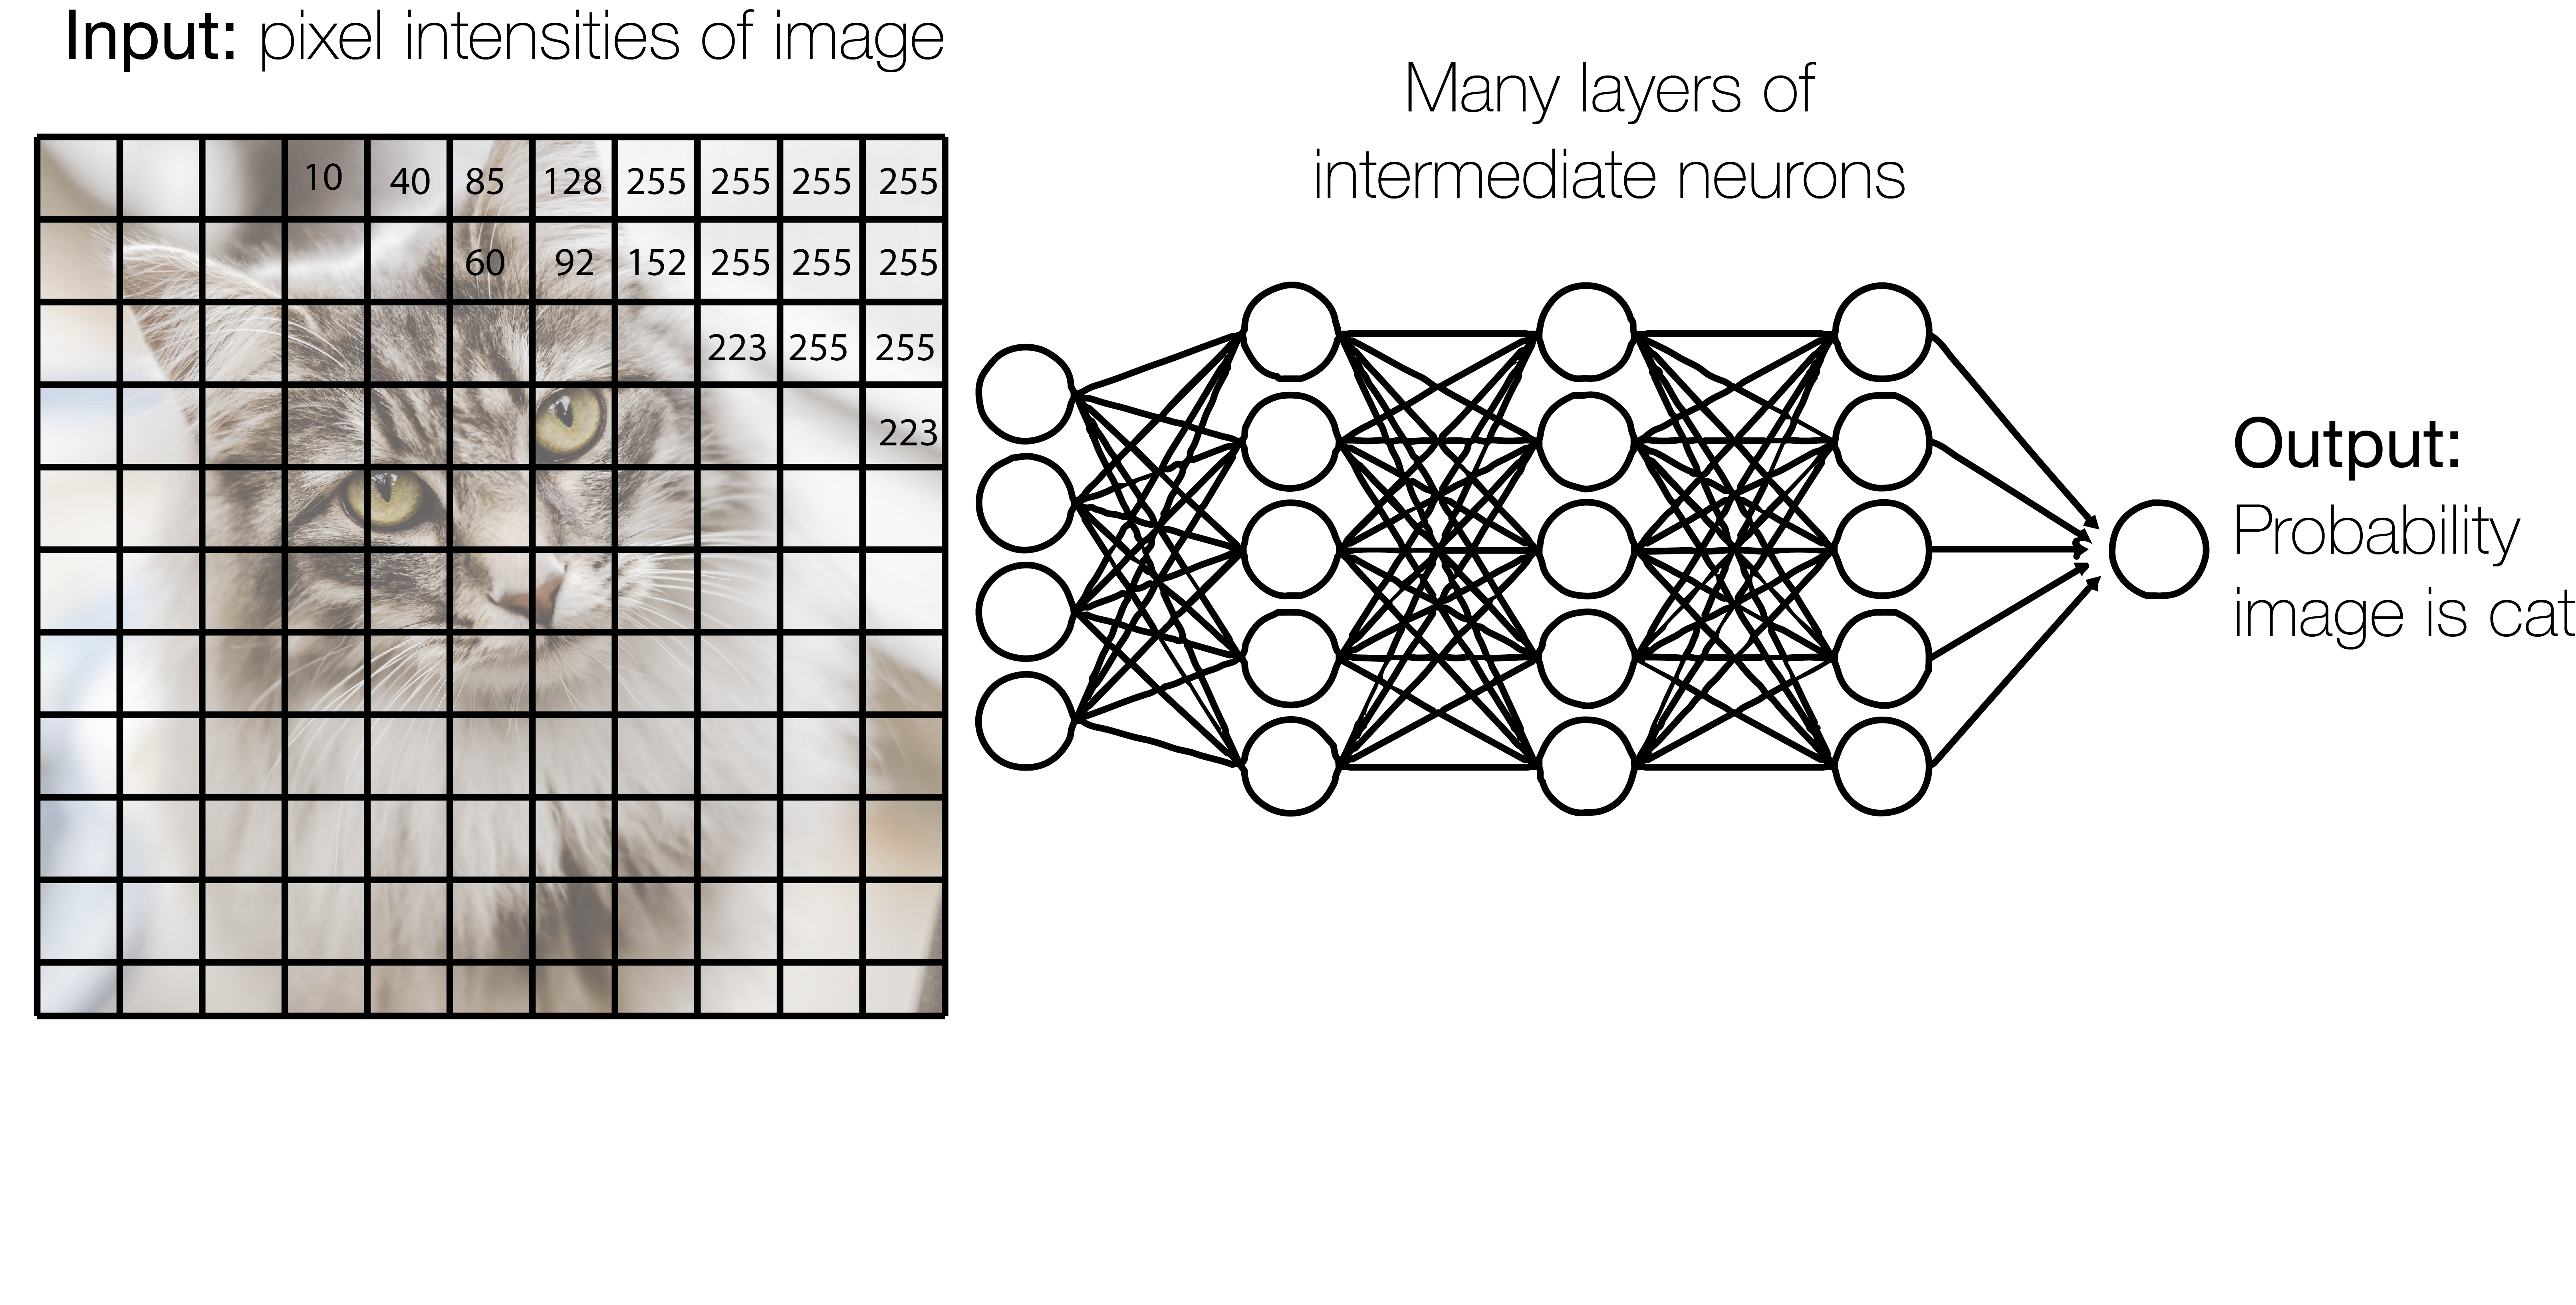 Input: pixel intensities of image
Many layers of
intermediate neurons
10 40 85 128 255 255 255 255
60 92 152 255 255 255
223 255 255
223
Output:
Probability
image is cat